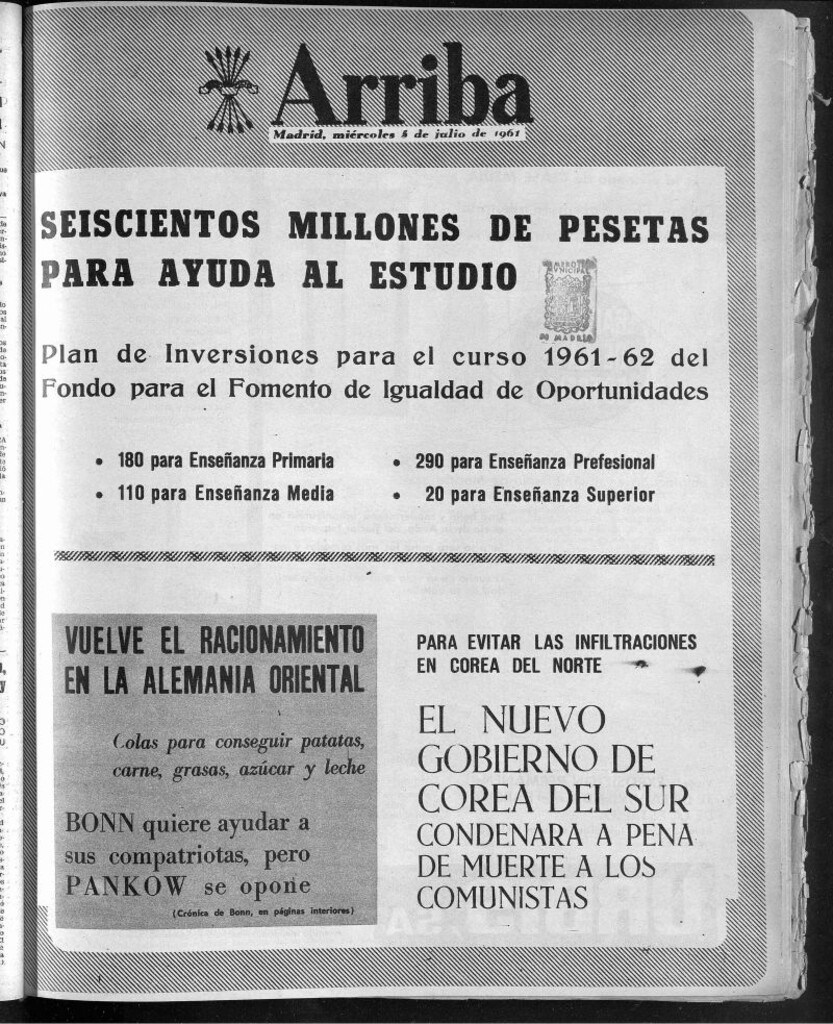 Arriba
Madrid, miércoles 5 de julio de 1961
SEISCIENTOS MILLONES DE PESETAS
PARA AYUDA AL ESTUDIO
DE MADRID
Plan de Inversiones para el curso 1961-62 del
Fondo para el Fomento de Igualdad de Oportunidades
• 180 para Enseñanza Primaria
• 110 para Enseñanza Media
• 290 para Enseñanza Prefesional
• 20 para Enseñanza Superior
VUELVE EL RACIONAMIENTO
EN LA ALEMANIA ORIENTAL
Colas para conseguir patatas,
carne, grasas, azúcar y leche
BONN quiere ayudar a
sus compatriotas, pero
PANKOW se opone
(Crónica de Bonn, en páginas interiores)
PARA EVITAR LAS INFILTRACIONES
EN COREA DEL NORTE
EL NUEVO
GOBIERNO DE
COREA DEL SUR
CONDENARA A PENA
DE MUERTE A LOS
COMUNISTAS